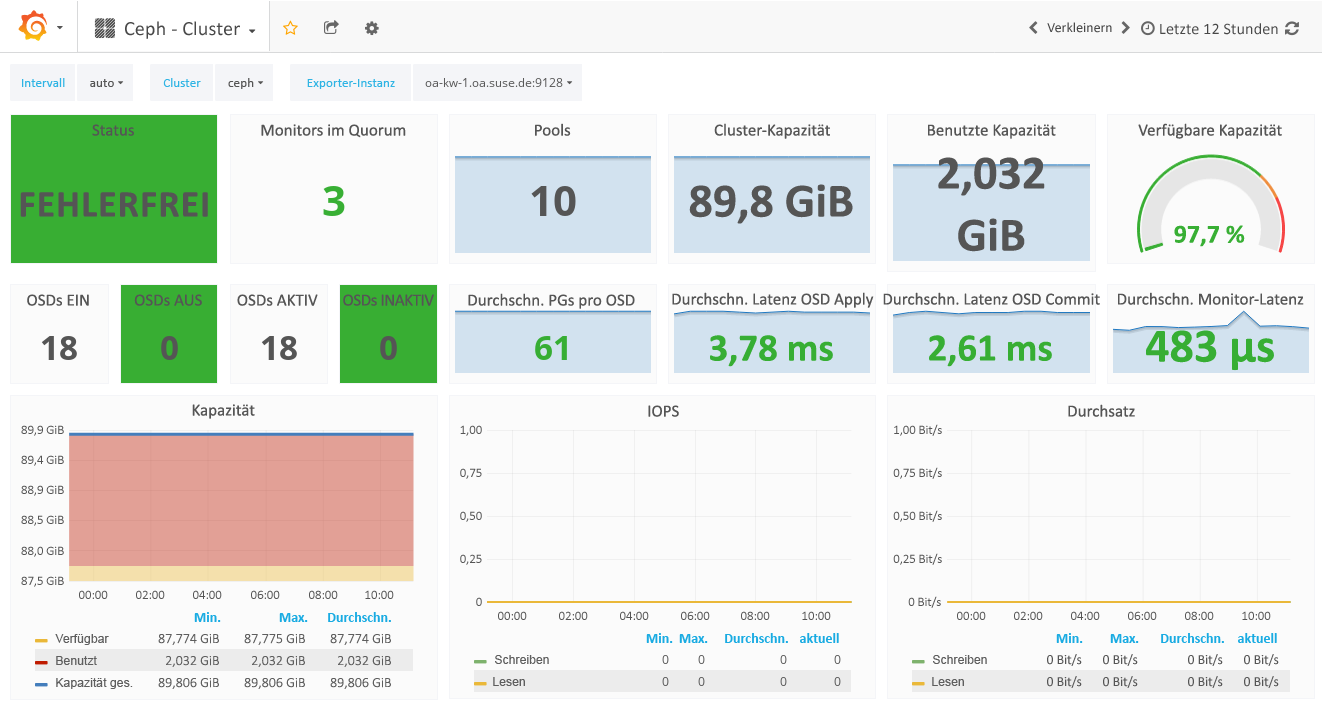 Ceph - Cluster
Verkleinern
Letzte 12 Stunden
Intervall auto Cluster ceph Exporter-Instanz oa-kw-1.oa.suse.de:9128
Status
FEHLERFREI
Monitors im Quorum
3
Pools
10
Cluster-Kapazität
89,8 GiB
Benutzte Kapazität
2,032
GiB
Verfügbare Kapazität
97,7 %
OSDs EIN
18
OSDs AUS
0
OSDs AKTIV
18
OSDs INAKTIV
0
Durchschn. PGs pro OSD
61
Durchschn. Latenz OSD Apply
3,78 ms
Durchschn. Latenz OSD Commit
2,61 ms
Durchschn. Monitor-Latenz
483 µs
Kapazität
89,9 GiB
89,4 GiB
88,9 GiB
88,5 GiB
88,0 GiB
87,5 GiB
00:00 02:00 04:00 06:00 08:00 10:00
Min. Max. Durchschn.
Verfügbar 87,774 GiB 87,775 GiB 87,774 GiB
Benutzt 2,032 GiB 2,032 GiB 2,032 GiB
Kapazität ges. 89,806 GiB 89,806 GiB 89,806 GiB
IOPS
1,00
0,75
0,50
0,25
0
00:00 02:00 04:00 06:00 08:00 10:00
Min. Max. Durchschn. aktuell
Schreiben 0 0 0 0
Lesen 0 0 0 0
Durchsatz
1,00 Bit/s
0,75 Bit/s
0,50 Bit/s
0,25 Bit/s
0 Bit/s
00:00 02:00 04:00 06:00 08:00 10:00
Min. Max. Durchschn. aktuell
Schreiben 0 Bit/s 0 Bit/s 0 Bit/s 0 Bit/s
Lesen 0 Bit/s 0 Bit/s 0 Bit/s 0 Bit/s